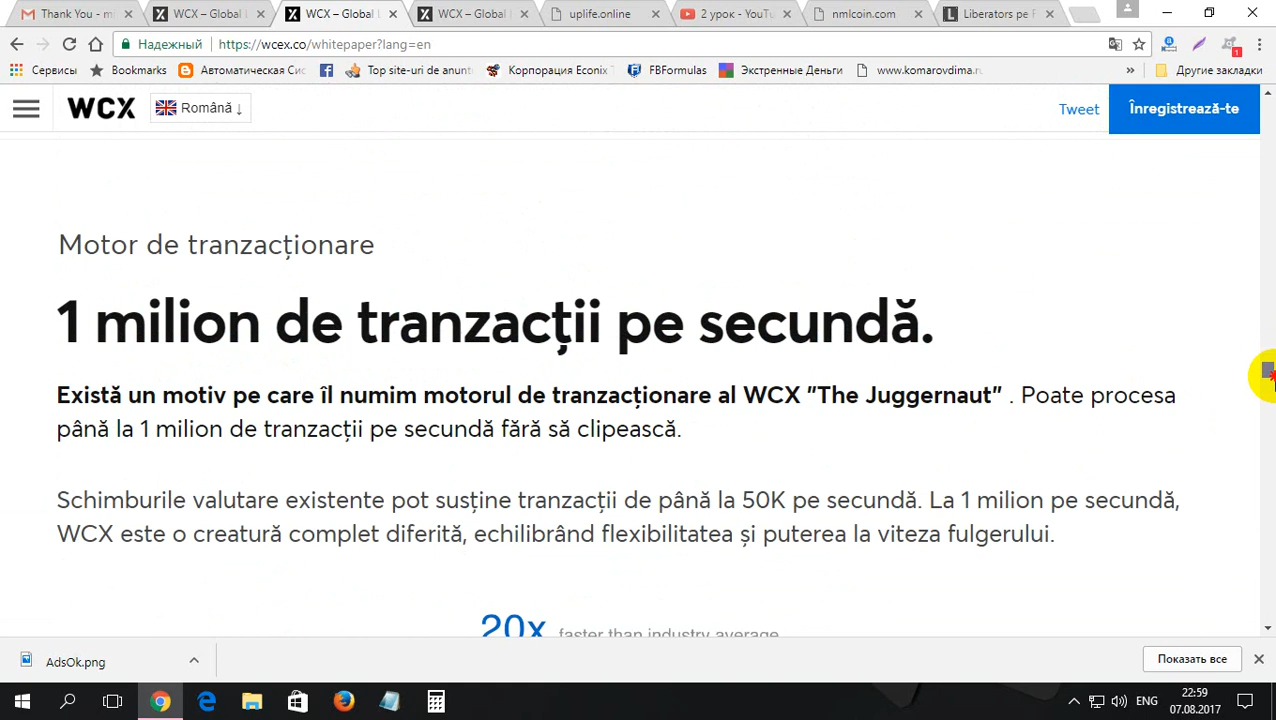 Thank You - m
WCX – Global
WCX – Global
WCX – Global
uplife.online
2 урок - YouTu
nmlcoin.com
Liberators pe F
Надежный
https://wcex.co/whitepaper?lang=en
Сервисы
Bookmarks
Автоматическая Сис
Top site-uri de anunt
Корпорация Econix
FBFormulas
Экстренные Деньги
www.komarovdima.ru
»
Другие закладки
WCX
Română ↓
Tweet
Înregistrează-te
Motor de tranzacționare
1 milion de tranzacții pe secundă.
Există un motiv pe care îl numim motorul de tranzacționare al WCX "The Juggernaut" . Poate procesa
până la 1 milion de tranzacții pe secundă fără să clipească.
Schimburile valutare existente pot susține tranzacții de până la 50K pe secundă. La 1 milion pe secundă,
WCX este o creatură complet diferită, echilibrând flexibilitatea și puterea la viteza fulgerului.
20x faster than industry average
AdsOk.png
Показать все
ENG
22:59
07.08.2017